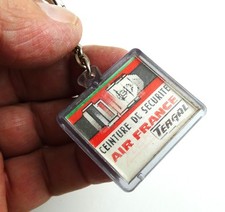 CEINTURE DE SECURITE
AIR FRANCE
TERGAL